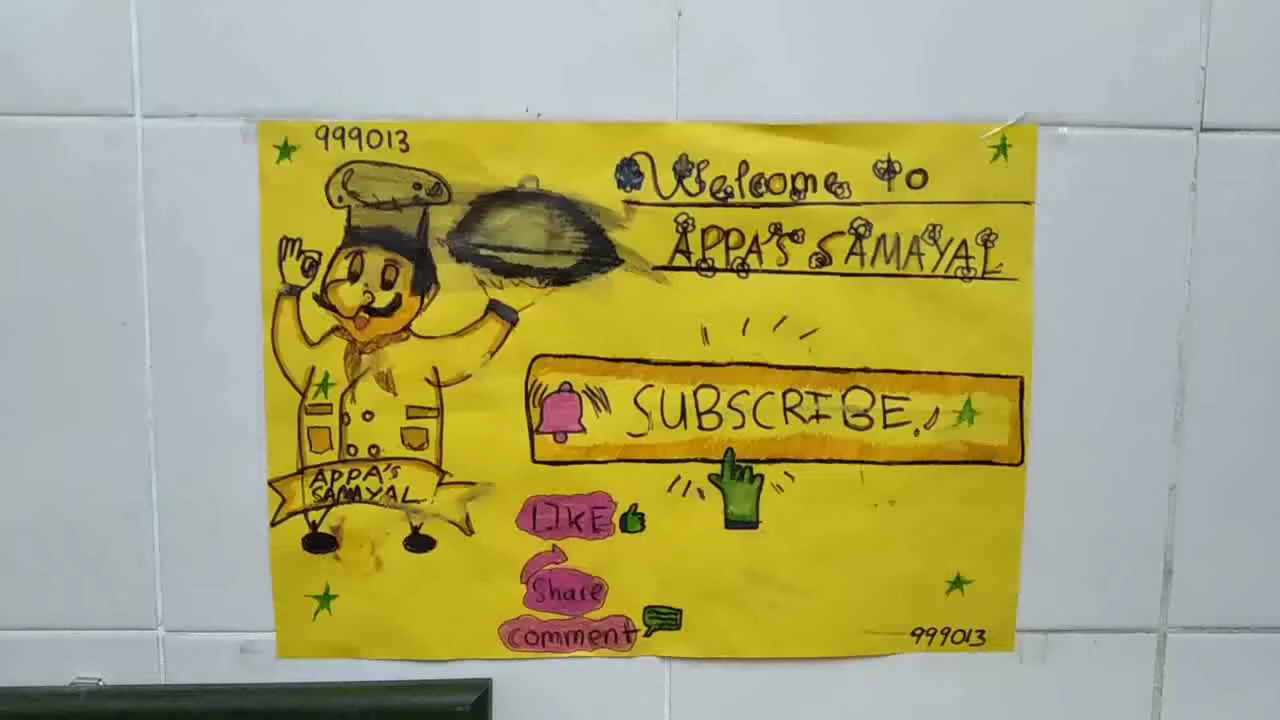 999013
Welcome to
APPA'S SAMAYAL
SUBSCRIBE
APPA'S
SAMAYAL
LIKE
Share
comment
999013